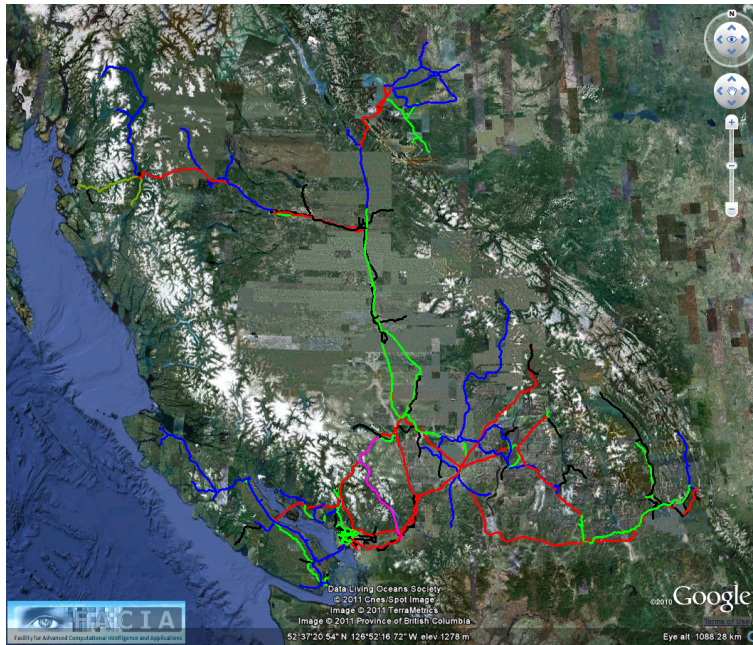 N
Data Living Oceans Society
© 2011 Cnes/Spot Image
Image © 2011 TerraMetrics
Image © 2011 Province of British Columbia
©2010 Google
Terms of Use
FACIA
Facility for Advanced Computational Intelligence and Applications
52°37'20.54" N 126°52'16.72" W elev 1278 m
Eye alt 1088.28 km